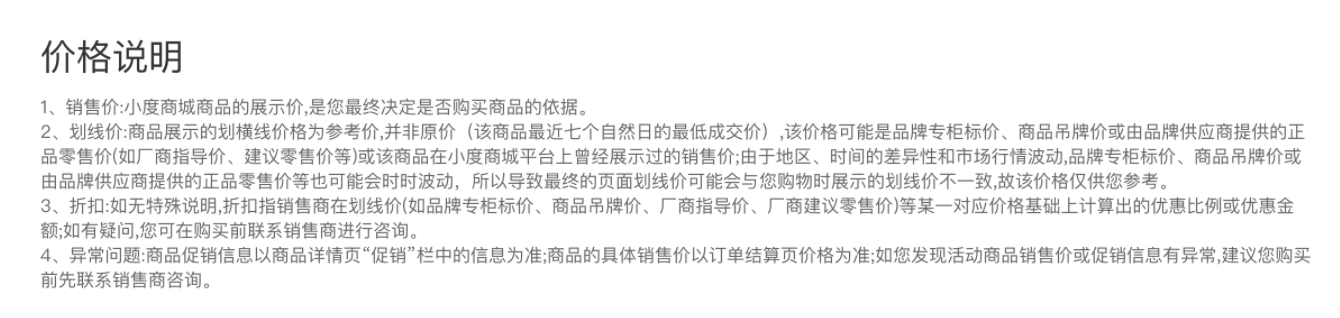 价格说明
1、销售价:小度商城商品的展示价,是您最终决定是否购买商品的依据。
2、划线价:商品展示的划横线价格为参考价,并非原价（该商品最近七个自然日的最低成交价）,该价格可能是品牌专柜标价、商品吊牌价或由品牌供应商提供的正
品零售价(如厂商指导价、建议零售价等)或该商品在小度商城平台上曾经展示过的销售价;由于地区、时间的差异性和市场行情波动,品牌专柜标价、商品吊牌价或
由品牌供应商提供的正品零售价等也可能会时时波动，所以导致最终的页面划线价可能会与您购物时展示的划线价不一致,故该价格仅供您参考。
3、折扣:如无特殊说明,折扣指销售商在划线价(如品牌专柜标价、商品吊牌价、厂商指导价、厂商建议零售价)等某一对应价格基础上计算出的优惠比例或优惠金
额;如有疑问,您可在购买前联系销售商进行咨询。
4、异常问题:商品促销信息以商品详情页“促销”栏中的信息为准;商品的具体销售价以订单结算页价格为准;如您发现活动商品销售价或促销信息有异常,建议您购买
前先联系销售商咨询。